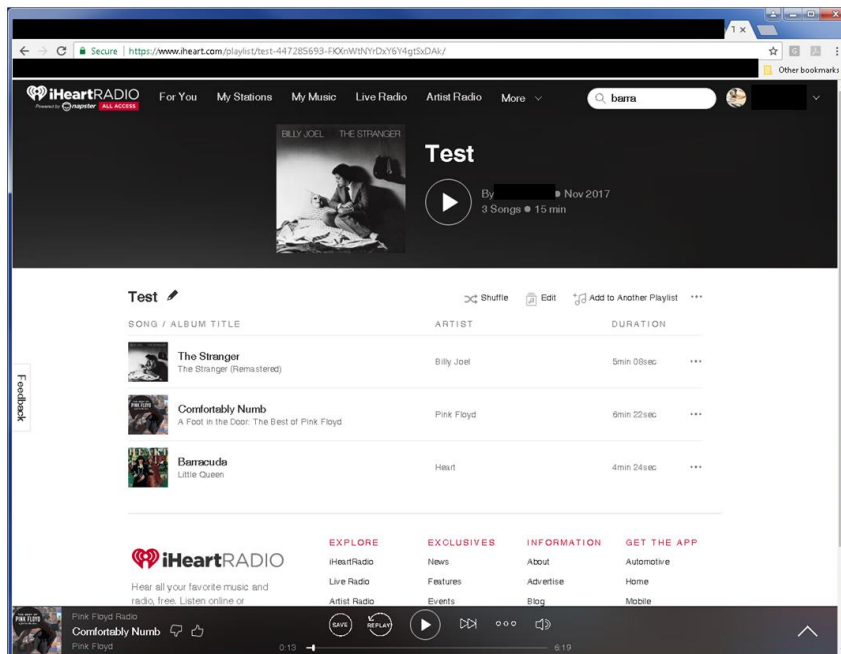 1 ×
Secure | https://www.iheart.com/playlist/test-447285693-FKXnWtNYrDxY6Y4gtSxDAk/
Other bookmarks
iHeartRADIO For You My Stations My Music Live Radio Artist Radio More barra
Powered by napster ALL ACCESS
BILLY JOEL THE STRANGER
Test
By Nov 2017
3 Songs 15 min
Test Shuffle Edit Add to Another Playlist
SONG / ALBUM TITLE ARTIST DURATION
The Stranger
The Stranger (Remastered) Billy Joel 5min 08sec
Comfortably Numb
A Foot in the Door: The Best of Pink Floyd Pink Floyd 6min 22sec
Barracuda
Little Queen Heart 4min 24sec
Feedback
EXPLORE EXCLUSIVES INFORMATION GET THE APP
iHeartRADIO
iHeartRadio News About Automotive
Hear all your favorite music and
Live Radio Features Advertise Home
radio, free. Listen online or
Artist Radio Events Blog Mobile
PINK FLOYD
Pink Floyd Radio
Comfortably Numb SAVE REPLAY
Pink Floyd 0:13 6:19